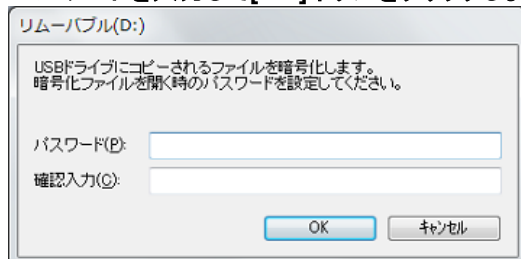 リムーバブル(D:)
USBドライブにコピーされるファイルを暗号化します。
暗号化ファイルを開く時のパスワードを設定してください。
パスワード(P):
確認入力(C):
OK
キャンセル